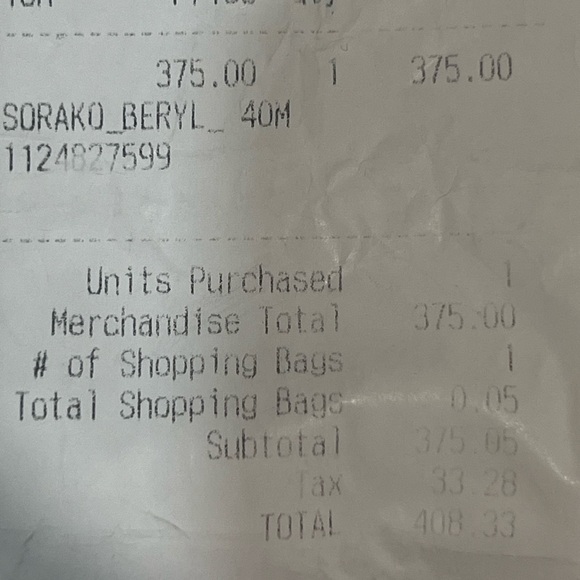 375.00 1 375.00
SORAKO_BERYL_ 40M
1124827599
Units Purchased 1
Merchandise Total 375.00
# of Shopping Bags 1
Total Shopping Bags 0.05
Subtotal 375.05
Tax 33.28
TOTAL 408.33